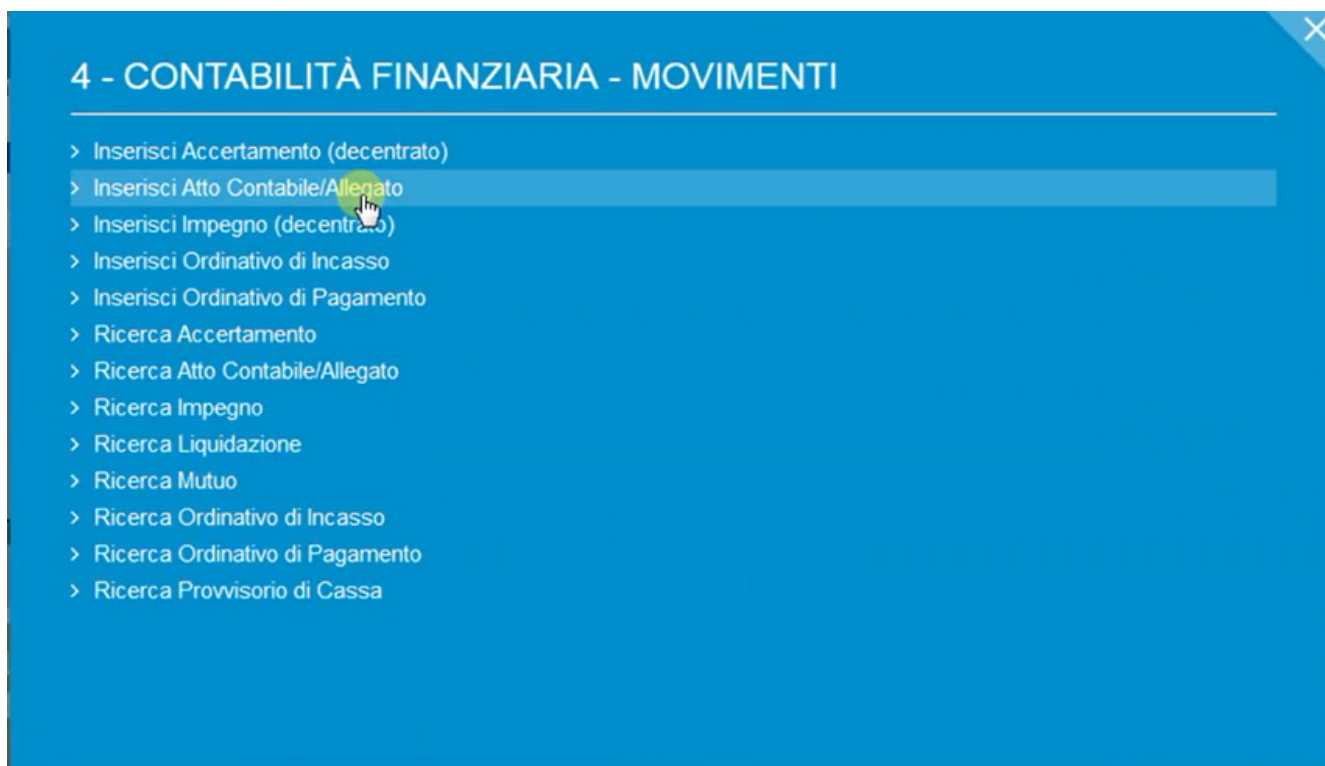 4 - CONTABILITÀ FINANZIARIA - MOVIMENTI
> Inserisci Accertamento (decentrato)
> Inserisci Atto Contabile/Allegato
> Inserisci Impegno (decentrato)
> Inserisci Ordinativo di Incasso
> Inserisci Ordinativo di Pagamento
> Ricerca Accertamento
> Ricerca Atto Contabile/Allegato
> Ricerca Impegno
> Ricerca Liquidazione
> Ricerca Mutuo
> Ricerca Ordinativo di Incasso
> Ricerca Ordinativo di Pagamento
> Ricerca Provvisorio di Cassa